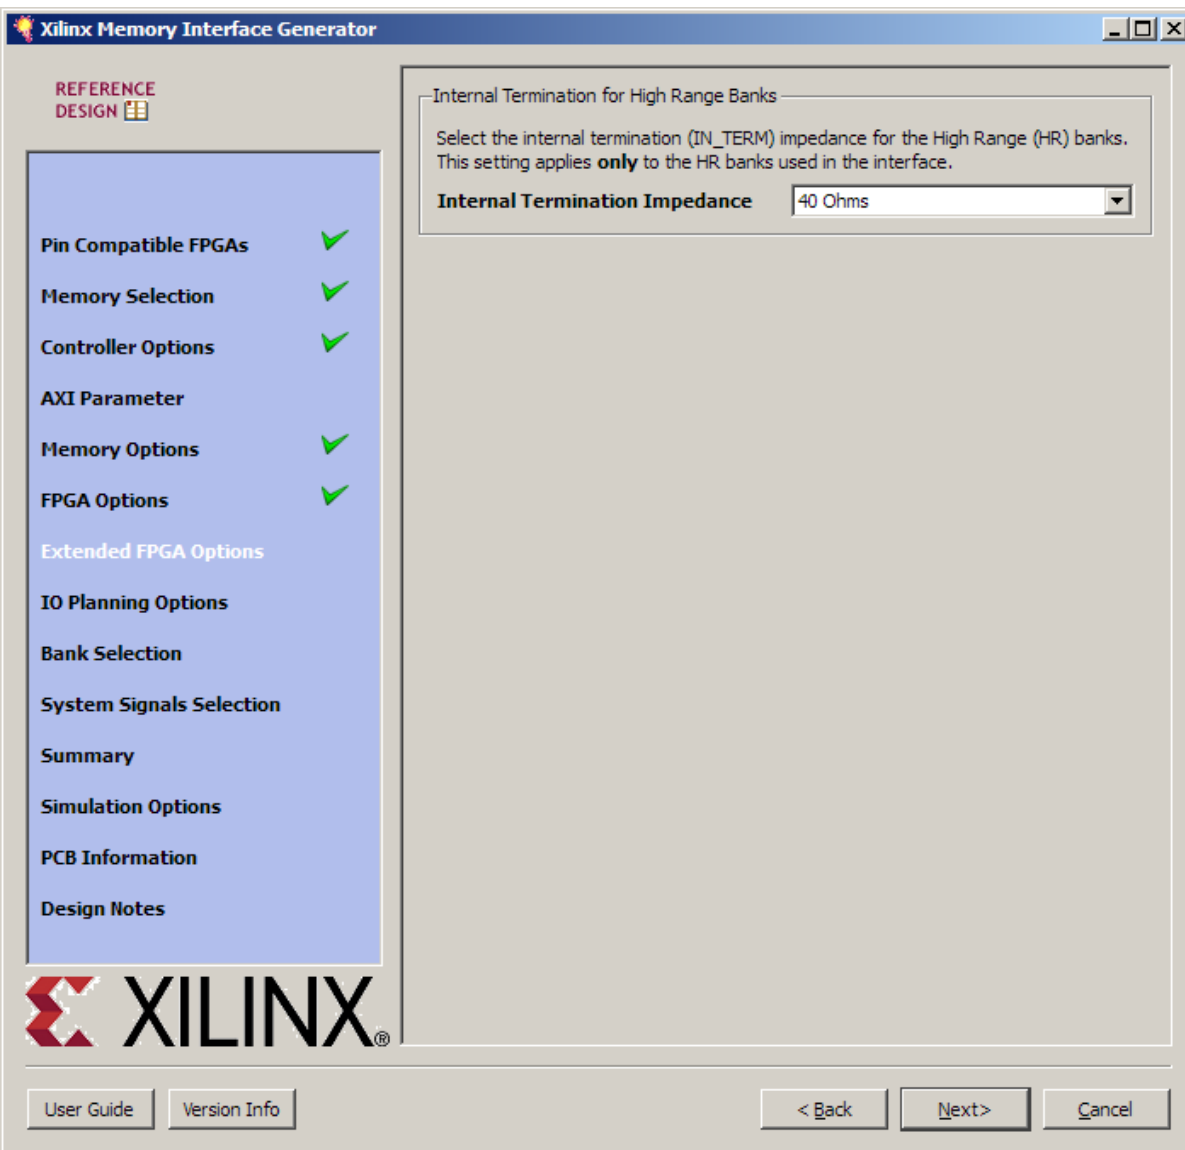 Xilinx Memory Interface Generator
REFERENCE
DESIGN
Pin Compatible FPGAs
Memory Selection
Controller Options
AXI Parameter
Memory Options
FPGA Options
Extended FPGA Options
IO Planning Options
Bank Selection
System Signals Selection
Summary
Simulation Options
PCB Information
Design Notes
XILINX®
Internal Termination for High Range Banks
Select the internal termination (IN_TERM) impedance for the High Range (HR) banks.
This setting applies only to the HR banks used in the interface.
Internal Termination Impedance 40 Ohms
User Guide Version Info < Back Next> Cancel